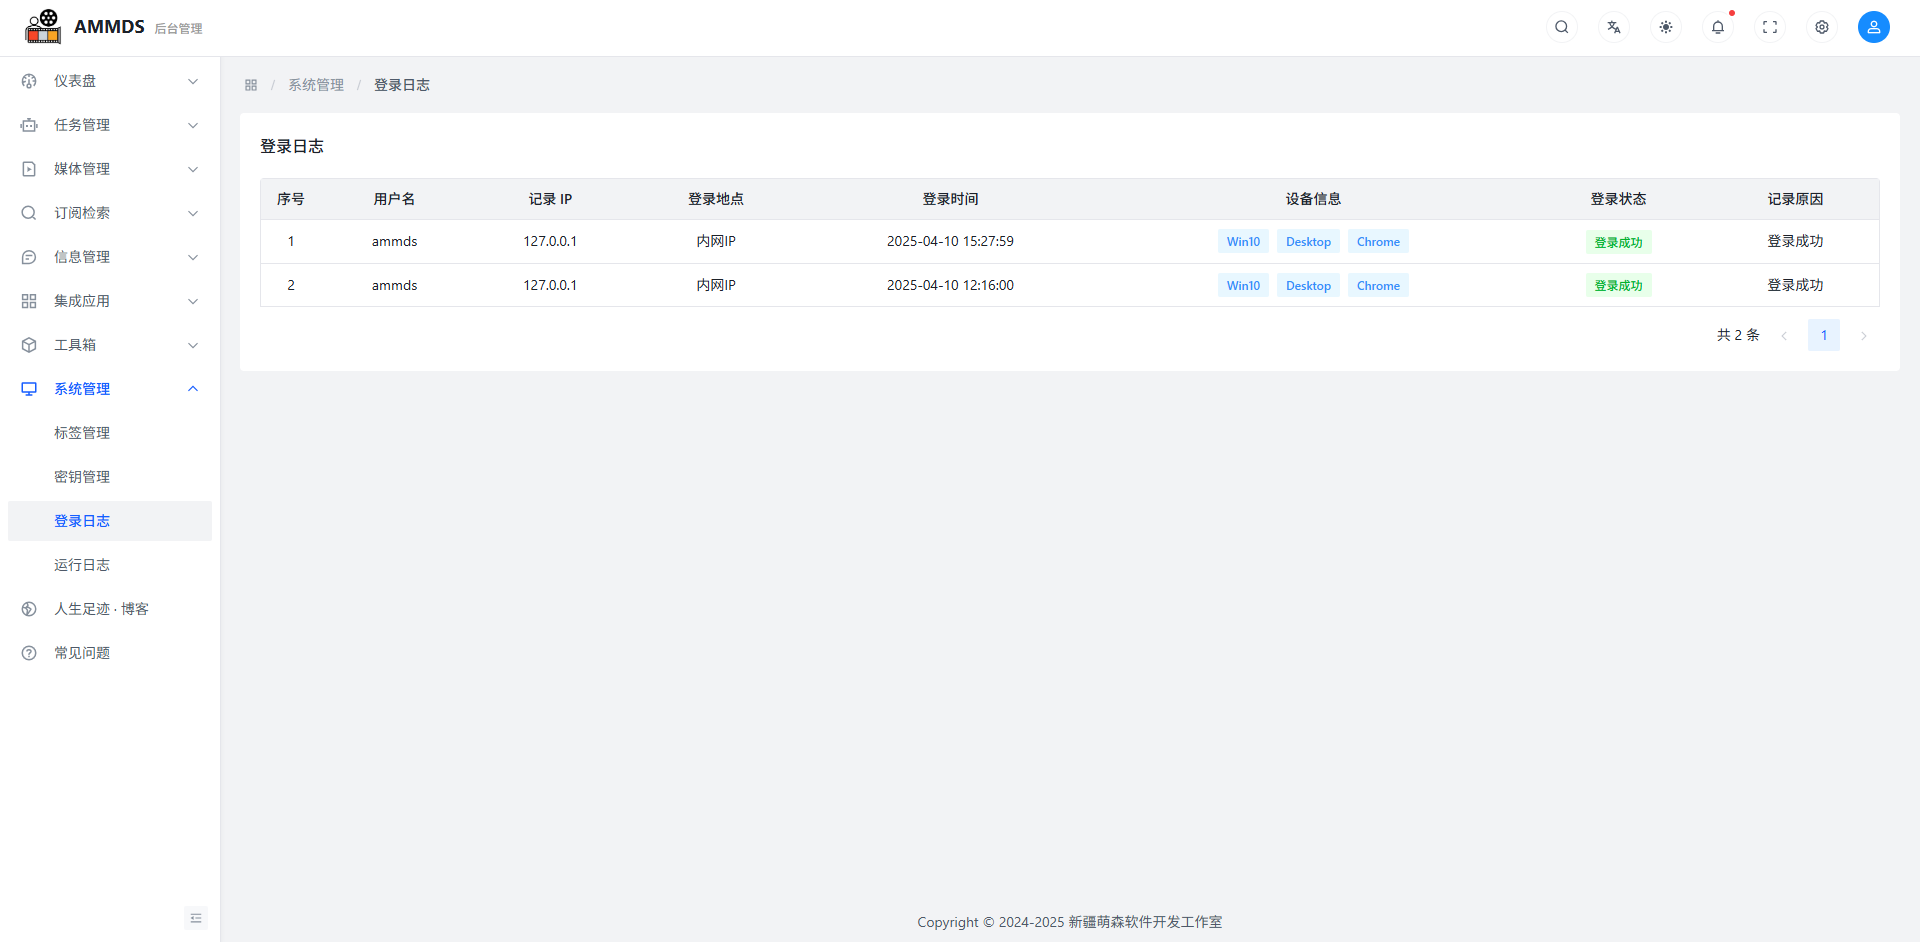 AMMDS 后台管理
仪表盘
任务管理
媒体管理
订阅检索
信息管理
集成应用
工具箱
系统管理
标签管理
密钥管理
登录日志
运行日志
人生足迹 · 博客
常见问题
/ 系统管理 / 登录日志
登录日志
序号 用户名 记录 IP 登录地点 登录时间 设备信息 登录状态 记录原因
1 ammds 127.0.0.1 内网IP 2025-04-10 15:27:59 Win10 Desktop Chrome 登录成功 登录成功
2 ammds 127.0.0.1 内网IP 2025-04-10 12:16:00 Win10 Desktop Chrome 登录成功 登录成功
共 2 条 1
Copyright © 2024-2025 新疆萌森软件开发工作室